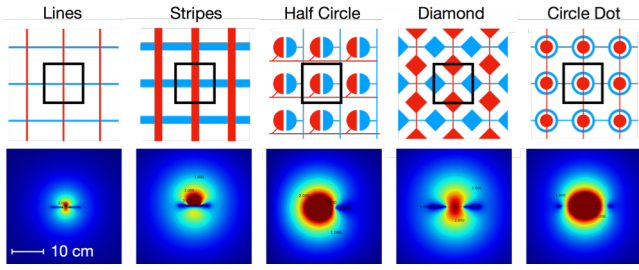 Lines
Stripes
Half Circle
Diamond
Circle Dot
10 cm